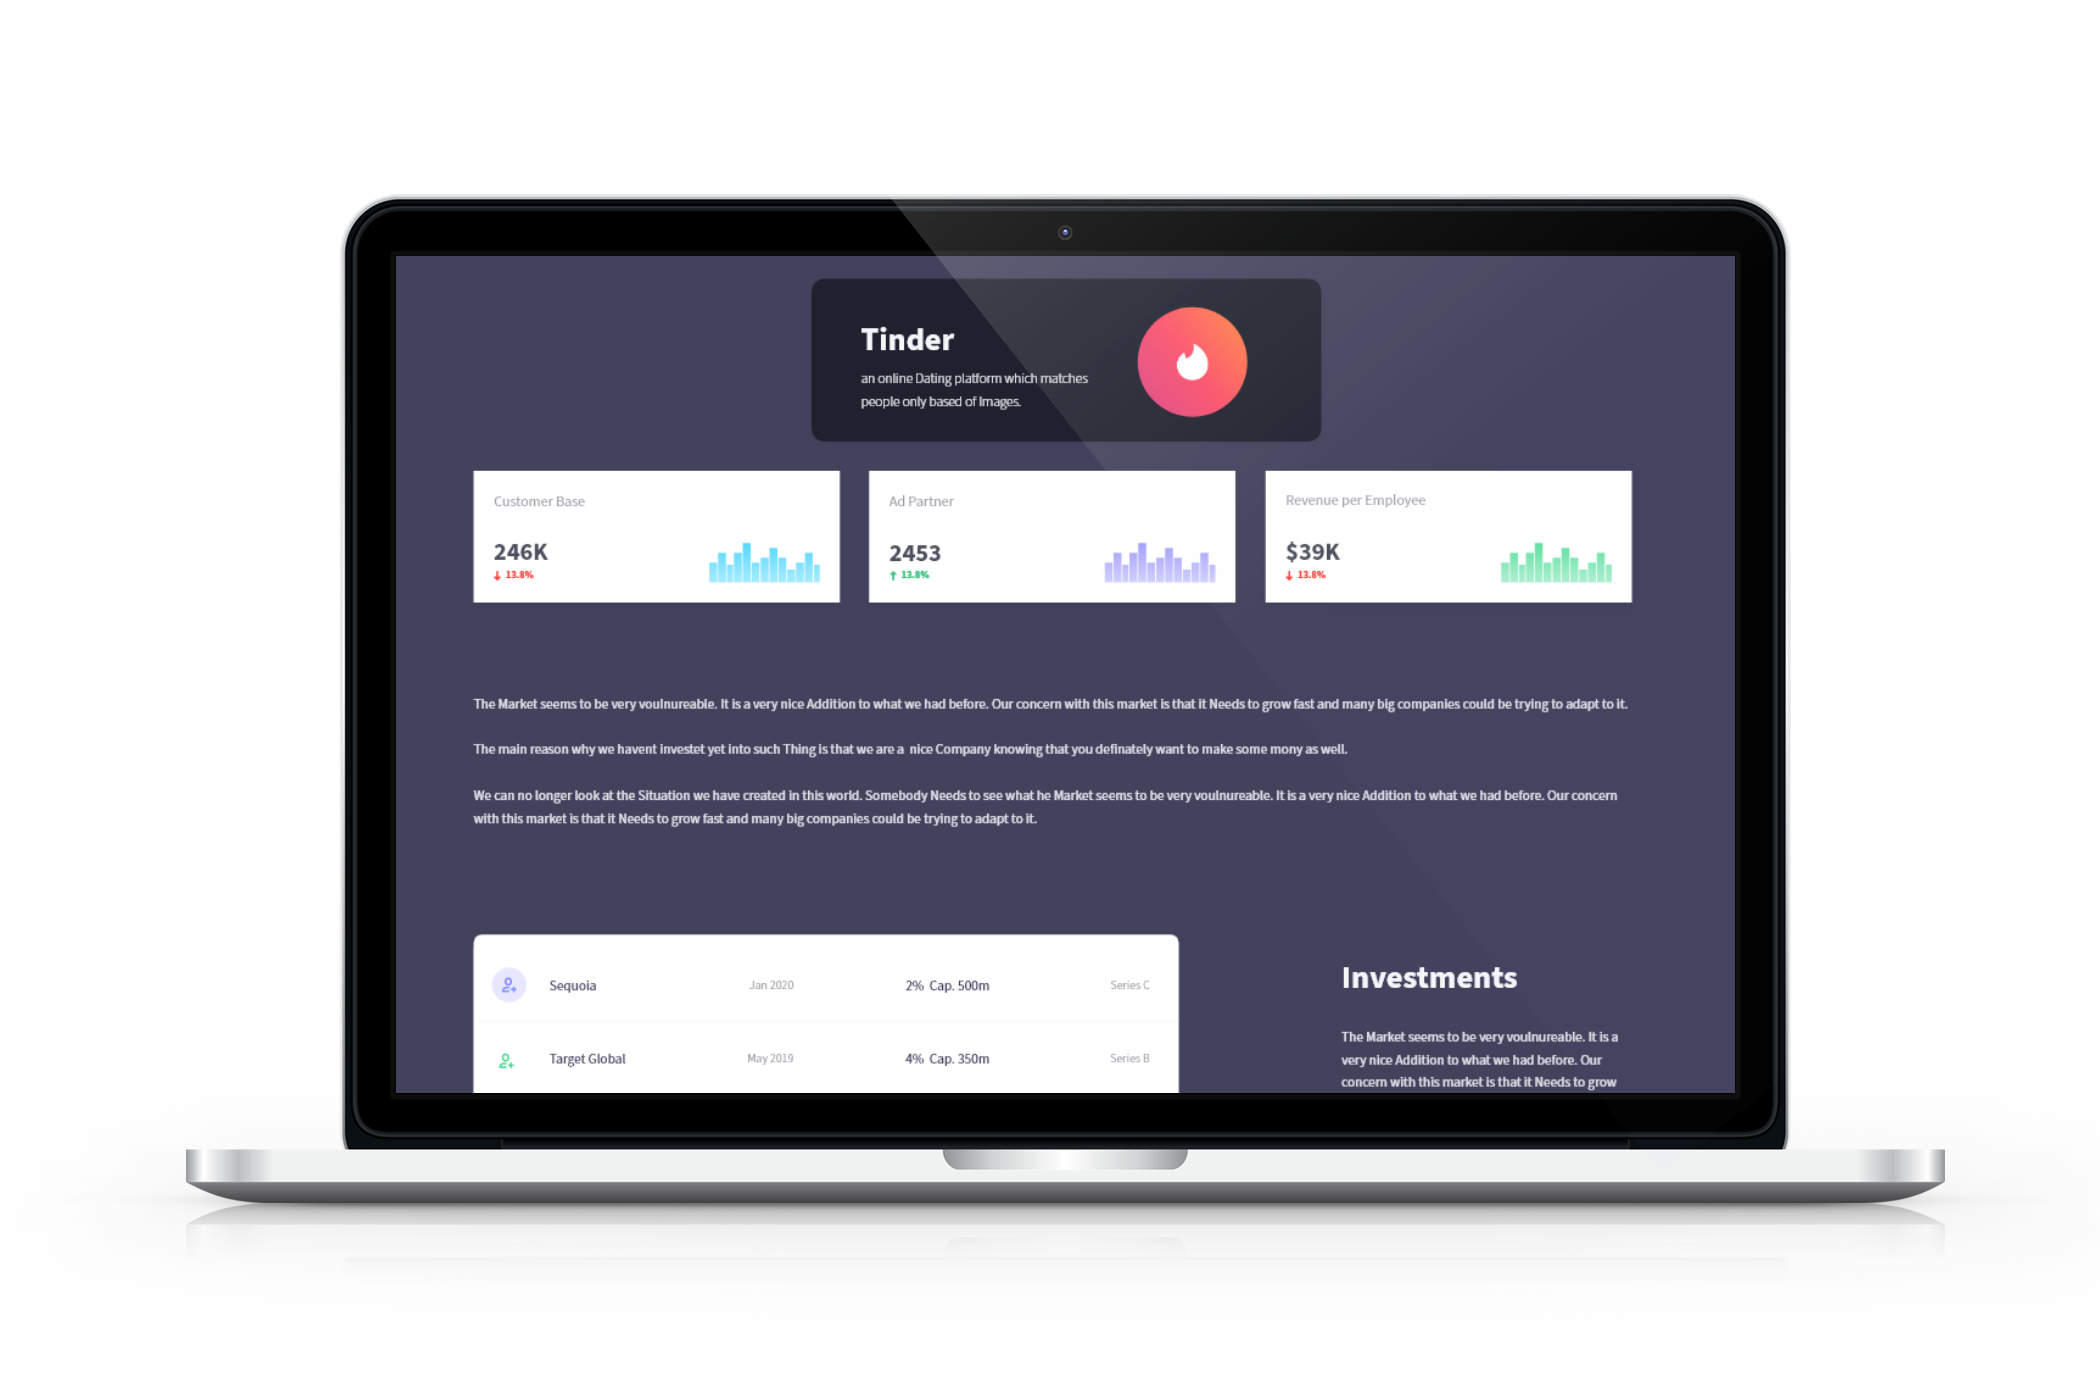 Tinder
an online Dating platform which matches
people only based of Images.
Customer Base
246K
↓ 13.8%
Ad Partner
2453
↑ 13.8%
Revenue per Employee
$39K
↓ 13.8%
The Market seems to be very voulnureable. It is a very nice Addition to what we had before. Our concern with this market is that it Needs to grow fast and many big companies could be trying to adapt to it.
The main reason why we havent investet yet into such Thing is that we are a nice Company knowing that you definately want to make some mony as well.
We can no longer look at the Situation we have created in this world. Somebody Needs to see what he Market seems to be very voulnureable. It is a very nice Addition to what we had before. Our concern
with this market is that it Needs to grow fast and many big companies could be trying to adapt to it.
Sequoia Jan 2020 2% Cap. 500m Series C
Target Global May 2019 4% Cap. 350m Series B
Investments
The Market seems to be very voulnureable. It is a
very nice Addition to what we had before. Our
concern with this market is that it Needs to grow